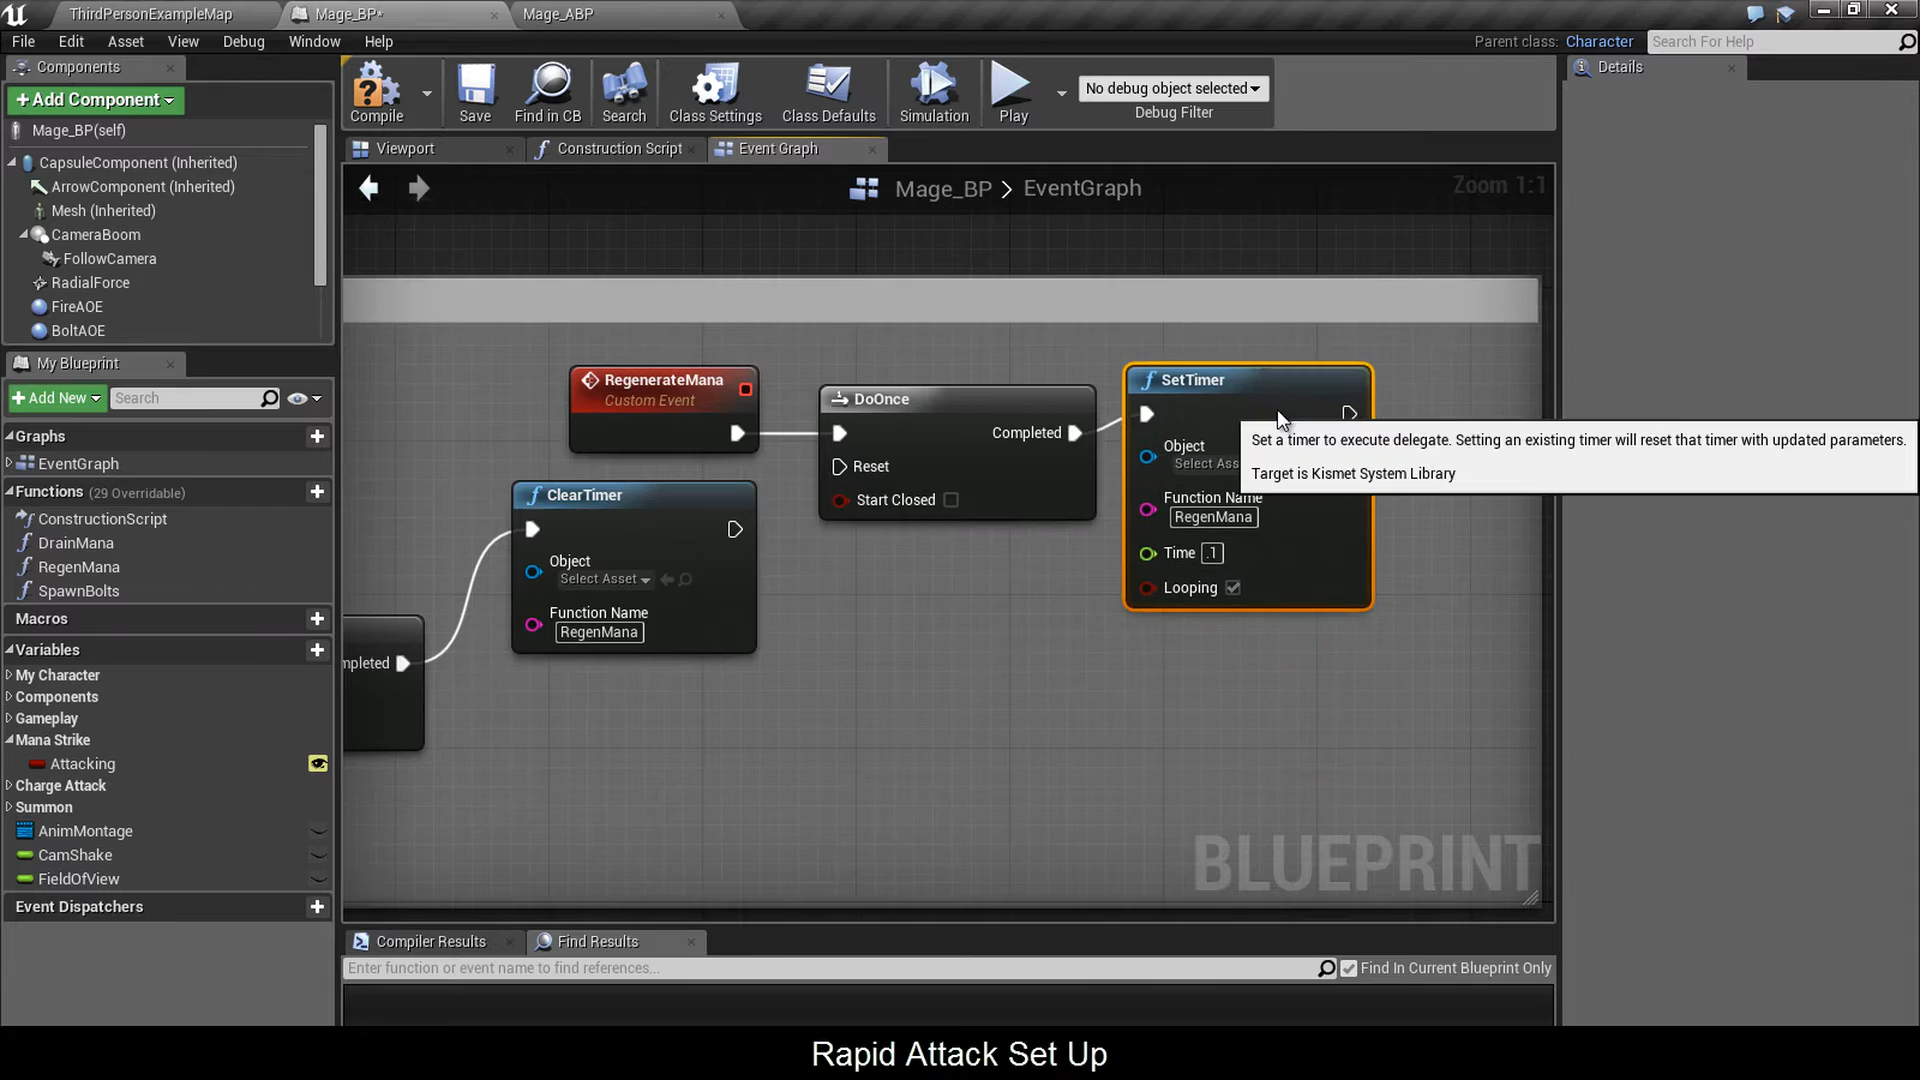 ThirdPersonExampleMap
Mage_BP*
Mage_ABP
File Edit Asset View Debug Window Help
Parent class: Character
Search For Help
Components
Details
+Add Component
Compile
Save
Find in CB
Search
Class Settings
Class Defaults
Simulation
Play
No debug object selected
Debug Filter
Mage_BP(self)
CapsuleComponent (Inherited)
ArrowComponent (Inherited)
Mesh (Inherited)
CameraBoom
FollowCamera
RadialForce
FireAOE
BoltAOE
Viewport
Construction Script
Event Graph
Mage_BP > EventGraph
Zoom 1:1
My Blueprint
+Add New
Search
Graphs
EventGraph
Functions (29 Overridable)
ConstructionScript
DrainMana
RegenMana
SpawnBolts
Macros
Variables
My Character
Components
Gameplay
Mana Strike
Attacking
Charge Attack
Summon
AnimMontage
CamShake
FieldOfView
Event Dispatchers
RegenerateMana
Custom Event
DoOnce
Completed
Reset
Start Closed
SetTimer
Object
Select Ass
Function Name
RegenMana
Time .1
Looping
Set a timer to execute delegate. Setting an existing timer will reset that timer with updated parameters.
Target is Kismet System Library
ClearTimer
Object
Select Asset
Function Name
RegenMana
mpleted
BLUEPRINT
Compiler Results
Find Results
Enter function or event name to find references...
Find In Current Blueprint Only
Rapid Attack Set Up